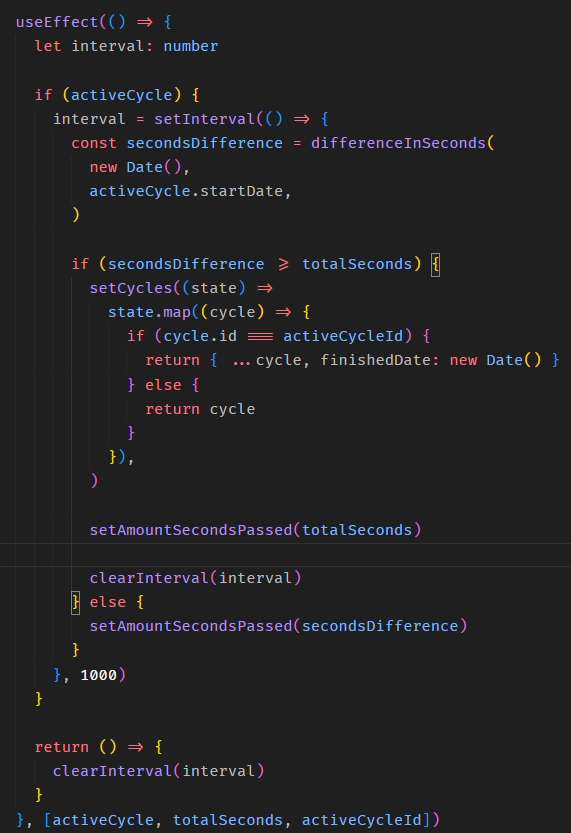 useEffect(() => {
  let interval: number

  if (activeCycle) {
    interval = setInterval(() => {
      const secondsDifference = differenceInSeconds(
        new Date(),
        activeCycle.startDate,
      )

      if (secondsDifference >= totalSeconds) {
        setCycles((state) =>
          state.map((cycle) => {
            if (cycle.id === activeCycleId) {
              return { ...cycle, finishedDate: new Date() }
            } else {
              return cycle
            }
          }),
        )

        setAmountSecondsPassed(totalSeconds)

        clearInterval(interval)
      } else {
        setAmountSecondsPassed(secondsDifference)
      }
    }, 1000)
  }

  return () => {
    clearInterval(interval)
  }
}, [activeCycle, totalSeconds, activeCycleId])